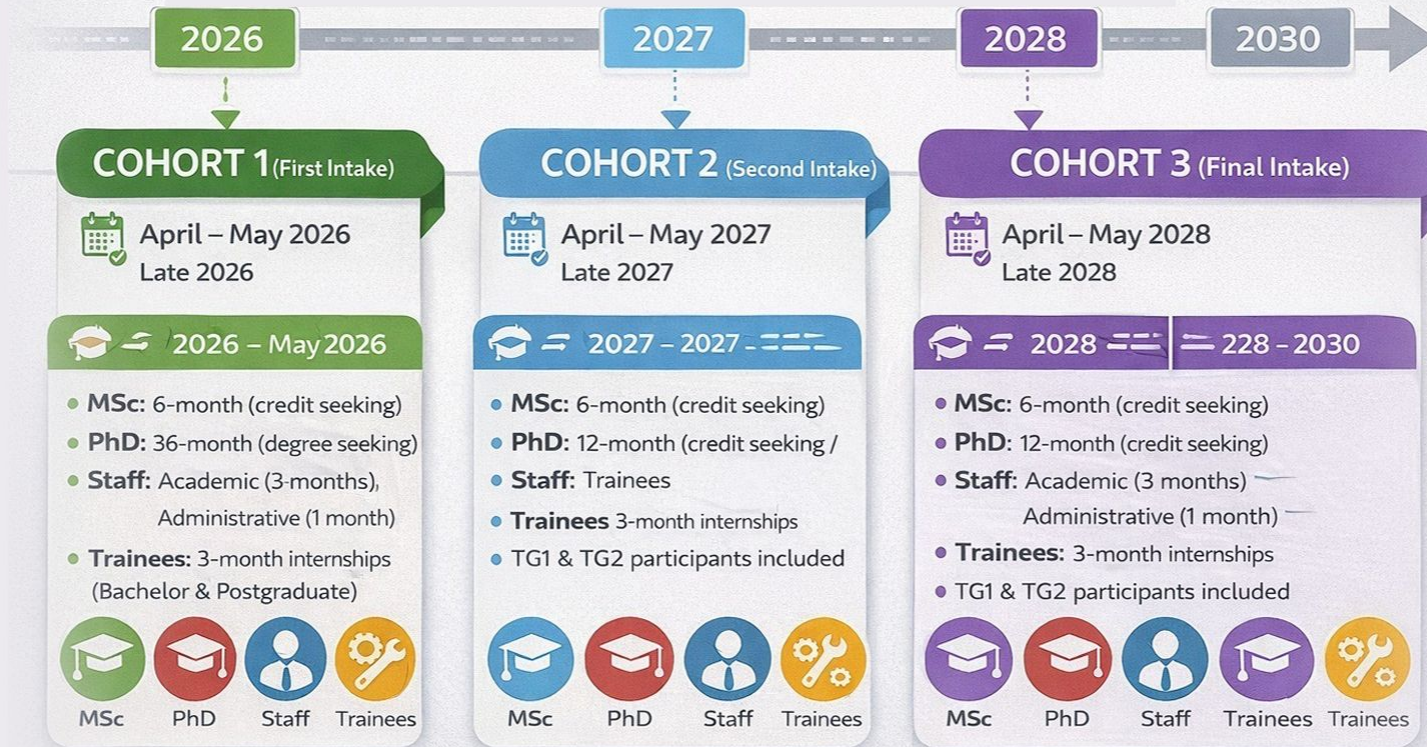 2026
2027
2028
2030
COHORT 1 (First Intake)
April – May 2026
Late 2026
2026 – May 2026
MSc: 6-month (credit seeking)
PhD: 36-month (degree seeking)
Staff: Academic (3-months),
Administrative (1 month)
Trainees: 3-month internships
(Bachelor & Postgraduate)
MSc
PhD
Staff
Trainees
COHORT 2 (Second Intake)
April – May 2027
Late 2027
2027 – 2027
MSc: 6-month (credit seeking)
PhD: 12-month (credit seeking /
Staff: Trainees
Trainees 3-month internships
TG1 & TG2 participants included
MSc
PhD
Staff
Trainees
COHORT 3 (Final Intake)
April – May 2028
Late 2028
2028
228 – 2030
MSc: 6-month (credit seeking)
PhD: 12-month (credit seeking)
Staff: Academic (3 months)
Administrative (1 month)
Trainees: 3-month internships
TG1 & TG2 participants included
MSc
PhD
Staff
Trainees
Trainees